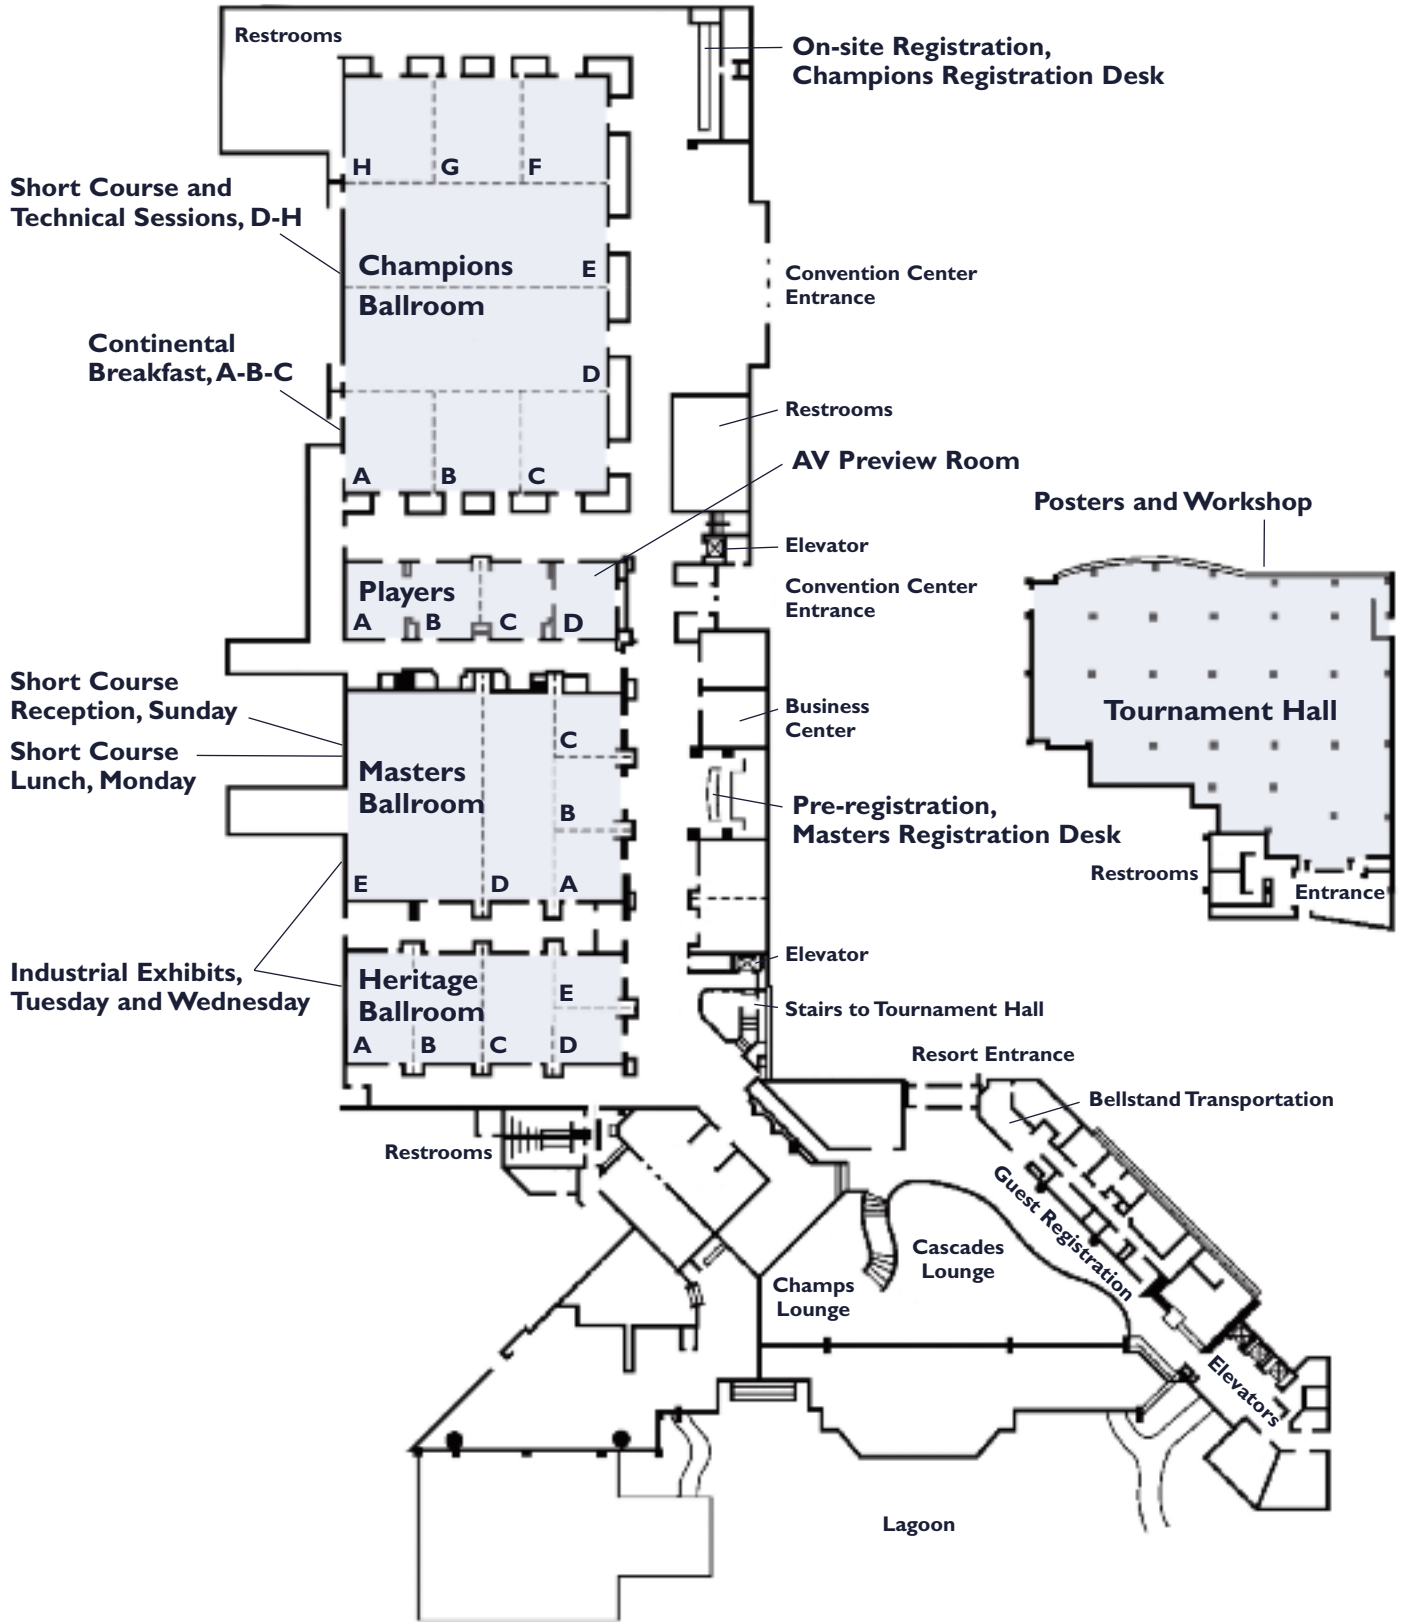 Restrooms
On-site Registration,
Champions Registration Desk
H
G
F
Short Course and
Technical Sessions, D-H
Champions
Ballroom
E
Convention Center
Entrance
Continental
Breakfast, A-B-C
D
Restrooms
AV Preview Room
A
B
C
Posters and Workshop
Elevator
Convention Center
Entrance
Players
A
B
C
D
Short Course
Reception, Sunday
Short Course
Lunch, Monday
Business
Center
Tournament Hall
C
Masters
Ballroom
B
Pre-registration,
Masters Registration Desk
E
D
A
Restrooms
Entrance
Elevator
Industrial Exhibits,
Tuesday and Wednesday
Heritage
Ballroom
E
A
B
C
D
Stairs to Tournament Hall
Resort Entrance
Bellstand Transportation
Restrooms
Guest Registration
Cascades
Lounge
Champs
Lounge
Elevators
Lagoon